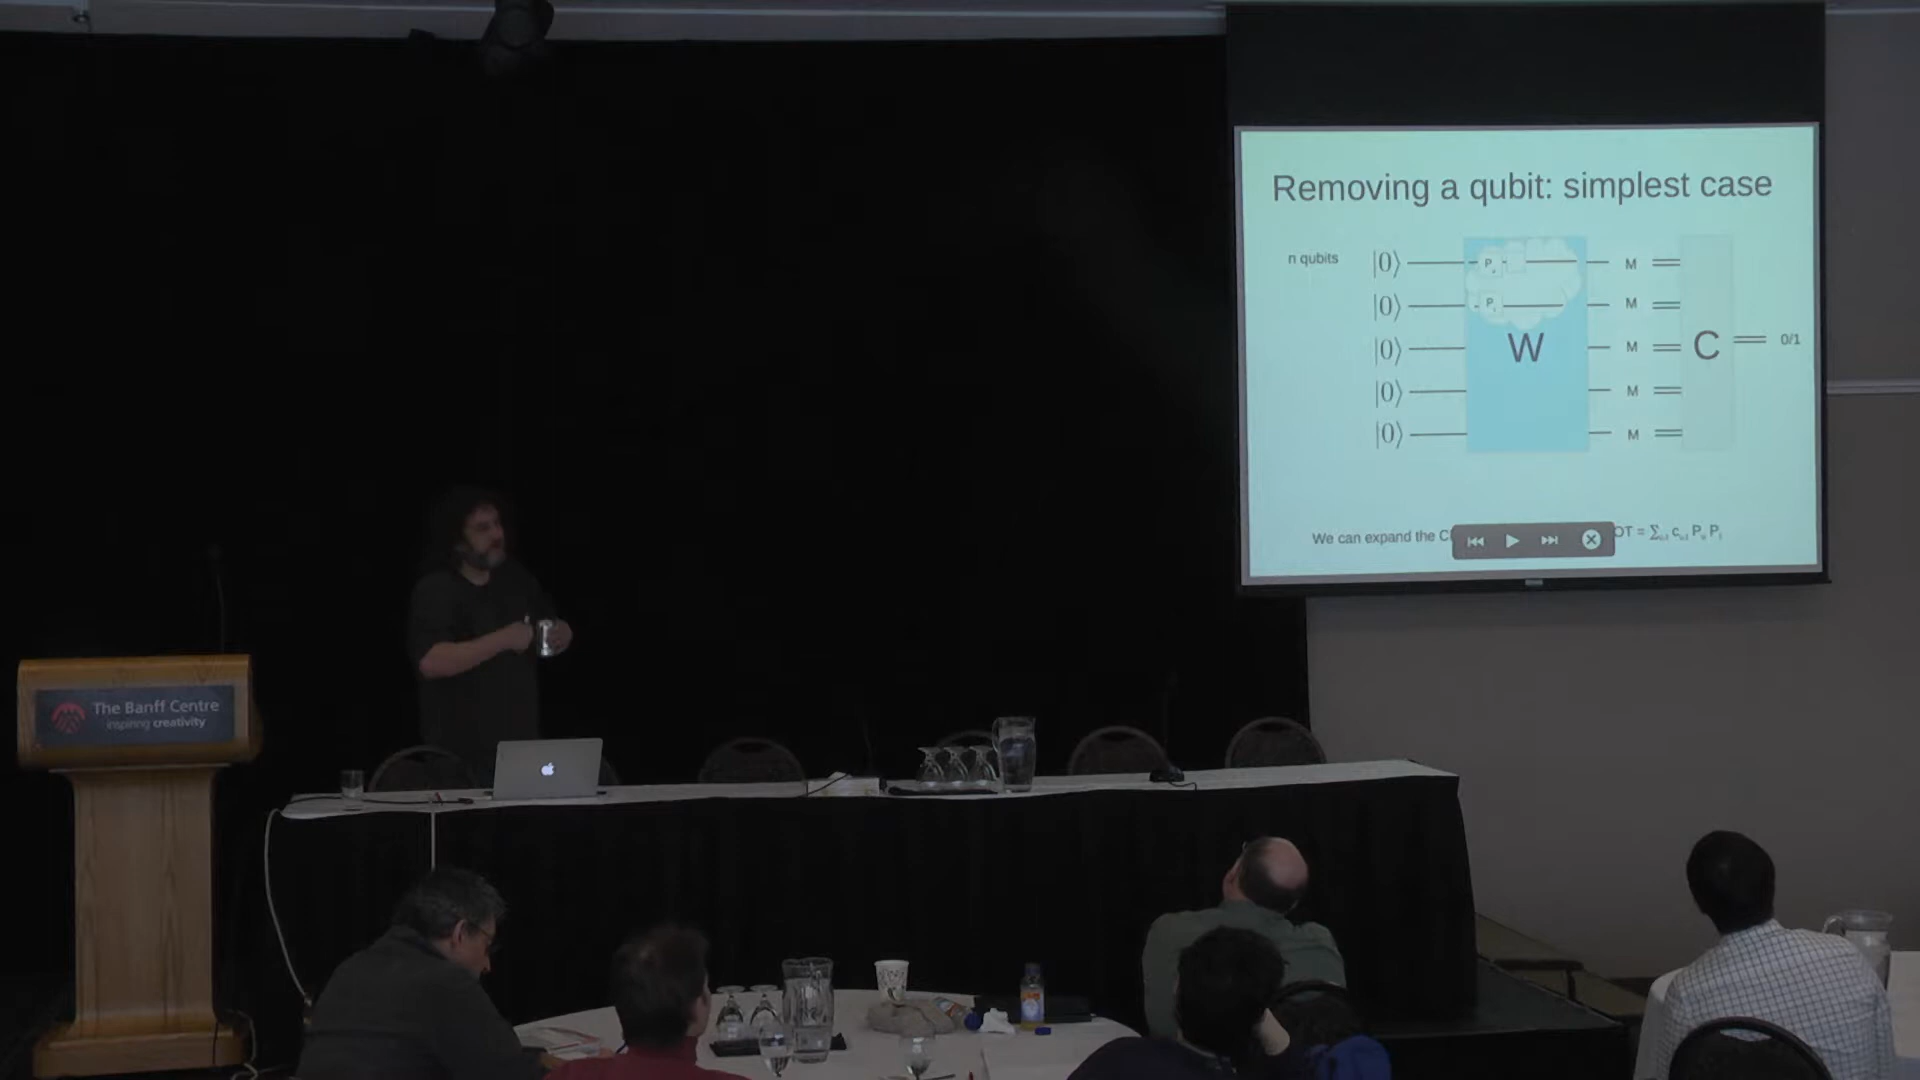 Removing a qubit: simplest case
n qubits
|0⟩ P M
|0⟩ P M
|0⟩ W M C 0/1
|0⟩ M
|0⟩ M
We can expand the C OT = ∑ c P P
The Banff Centre
inspiring creativity